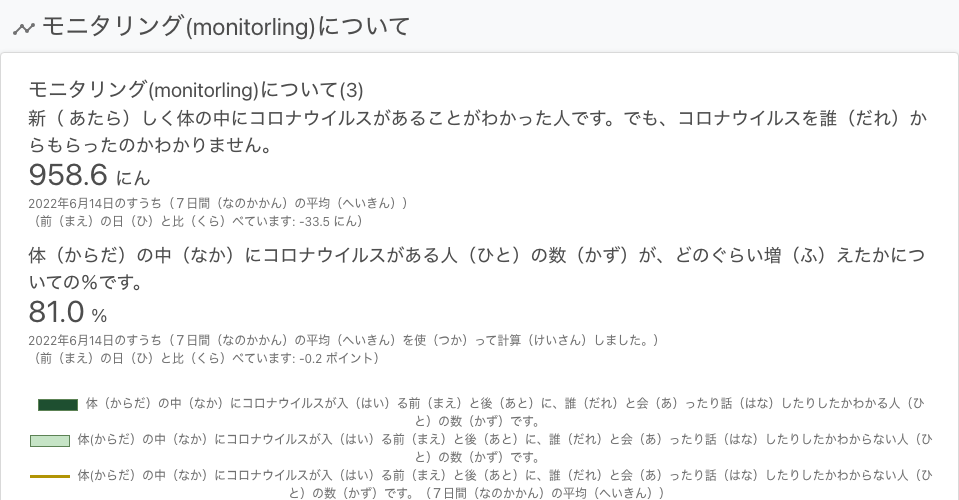 モニタリング(monitorling)について
モニタリング(monitorling)について(3)
新（ あたら）しく体の中にコロナウイルスがあることがわかった人です。でも、コロナウイルスを誰（だれ）か
らもらったのかわかりません。
958.6 にん
2022年6月14日のすうち（７日間（なのかかん）の平均（へいきん））
（前（まえ）の日（ひ）と比（くら）べています: -33.5 にん）
体（からだ）の中（なか）にコロナウイルスがある人（ひと）の数（かず）が、どのぐらい増（ふ）えたかにつ
いての％です。
81.0 %
2022年6月14日のすうち（７日間（なのかかん）の平均（へいきん）を使（つか）って計算（けいさん）しました。）
（前（まえ）の日（ひ）と比（くら）べています: -0.2 ポイント）
体（からだ）の中（なか）にコロナウイルスが入（はい）る前（まえ）と後（あと）に、誰（だれ）と会（あ）ったり話（はな）したりしたかわかる人（ひ
と）の数（かず）です。
体(からだ）の中（なか）にコロナウイルスが入（はい）る前（まえ）と後（あと）に、誰（だれ）と会（あ）ったり話（はな）したりしたかわからない人（ひ
と）の数（かず）です。
体(からだ）の中（なか）にコロナウイルスが入（はい）る前（まえ）と後（あと）に、誰（だれ）と会（あ）ったり話（はな）したりしたかわからない人（ひ
と）の数（かず）です。（７日間（なのかかん）の平均（へいきん））